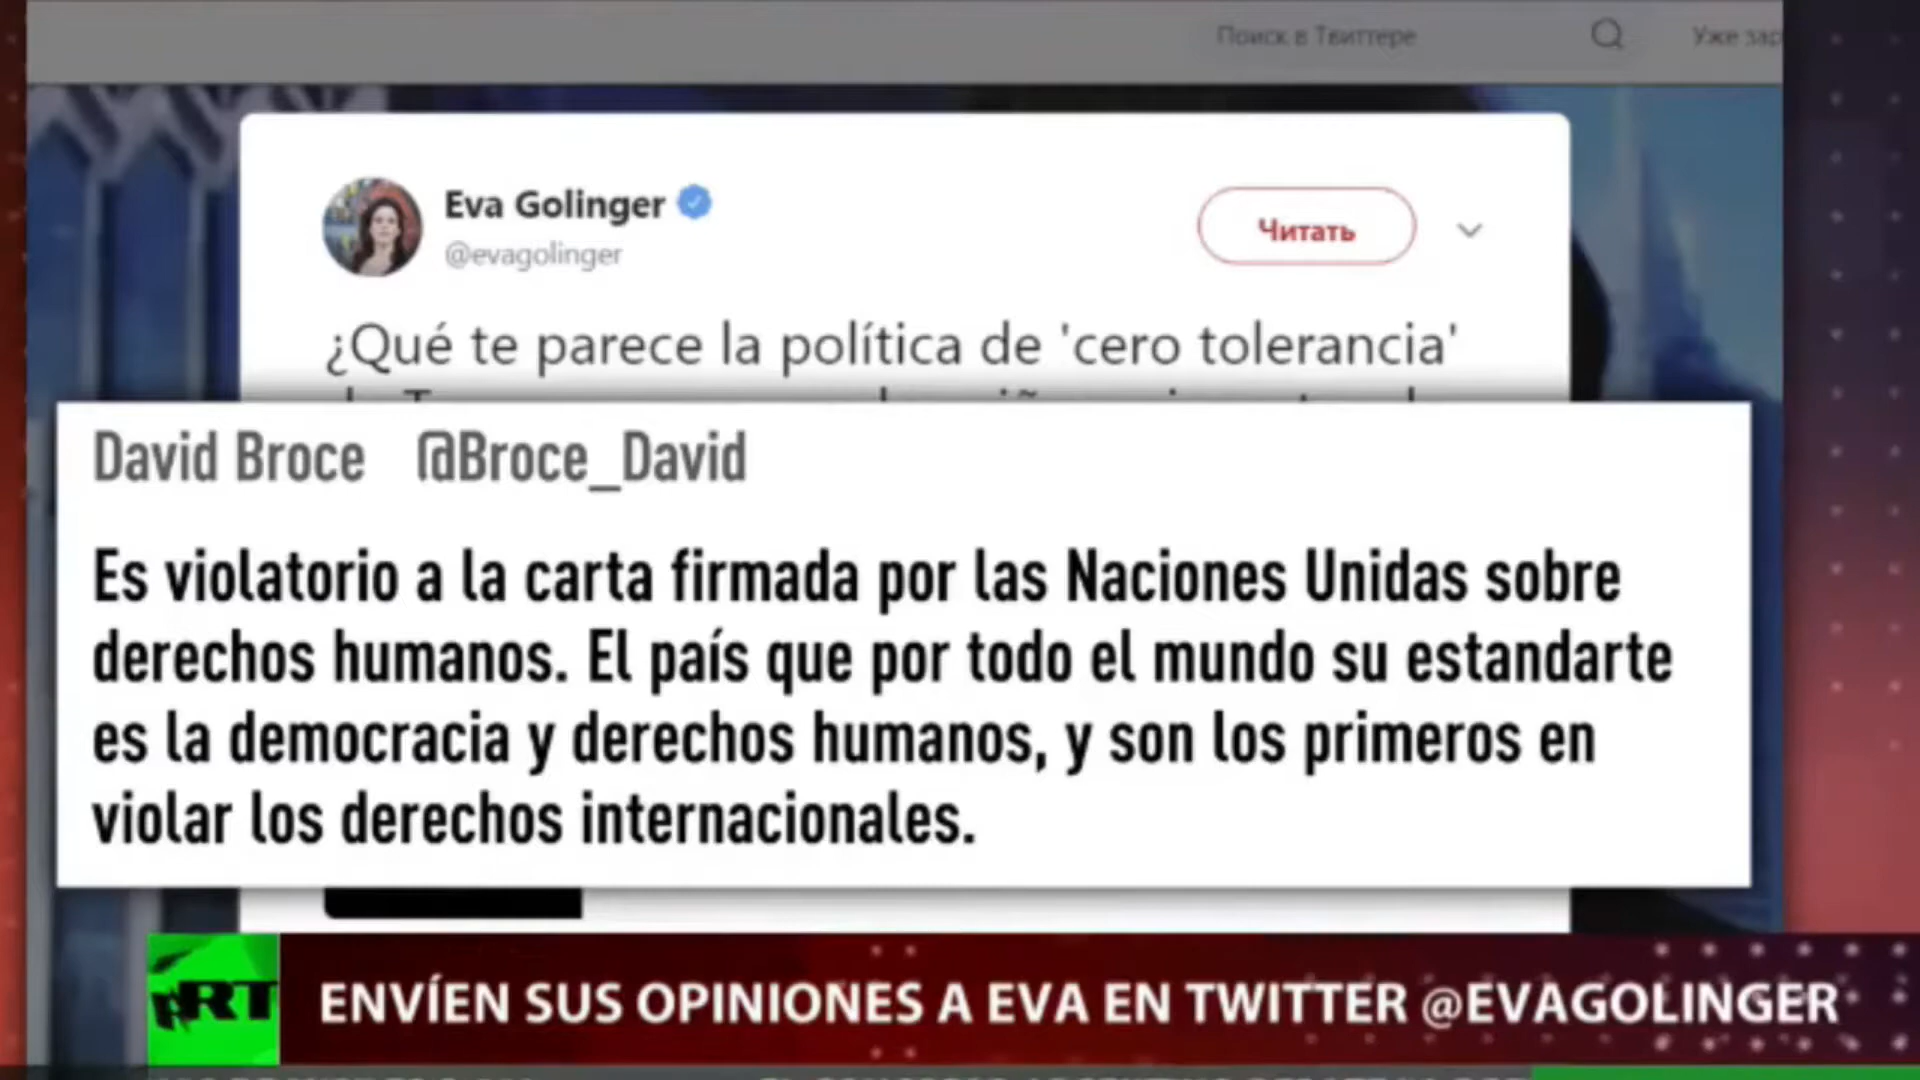 Поиск в Твиттере
Уже зар
Eva Golinger
@evagolinger
Читать
¿Qué te parece la política de 'cero tolerancia'
David Broce @Broce_David
Es violatorio a la carta firmada por las Naciones Unidas sobre
derechos humanos. El país que por todo el mundo su estandarte
es la democracia y derechos humanos, y son los primeros en
violar los derechos internacionales.
RT
ENVÍEN SUS OPINIONES A EVA EN TWITTER @EVAGOLINGER